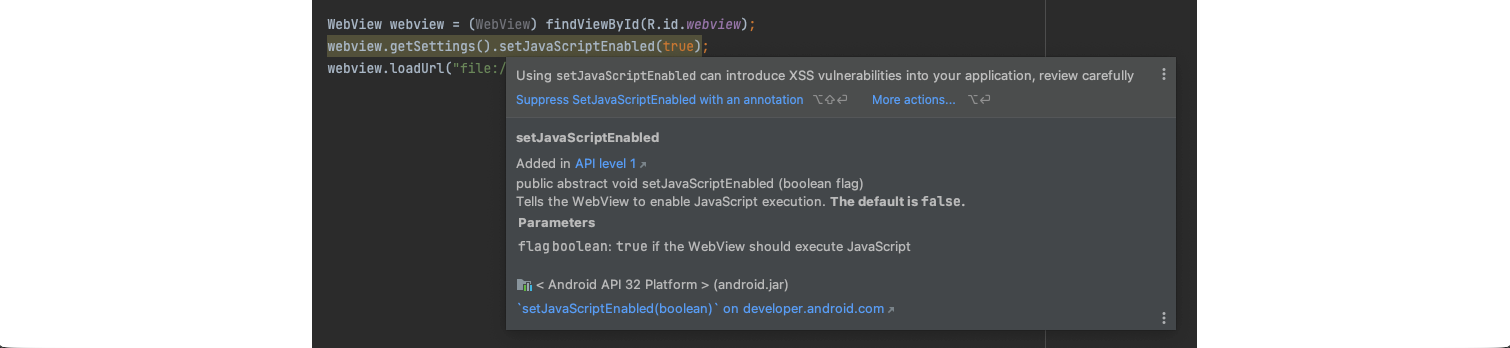 WebView webview = (WebView) findViewById(R.id.webview);
webview.getSettings().setJavaScriptEnabled(true);
webview.loadUrl("file:/
Using setJavaScriptEnabled can introduce XSS vulnerabilities into your application, review carefully
Suppress SetJavaScriptEnabled with an annotation ⌥⇧⏎ More actions... ⌥⏎
setJavaScriptEnabled
Added in API level 1
public abstract void setJavaScriptEnabled (boolean flag)
Tells the WebView to enable JavaScript execution. The default is false.
Parameters
flag boolean: true if the WebView should execute JavaScript
< Android API 32 Platform > (android.jar)
`setJavaScriptEnabled(boolean)` on developer.android.com